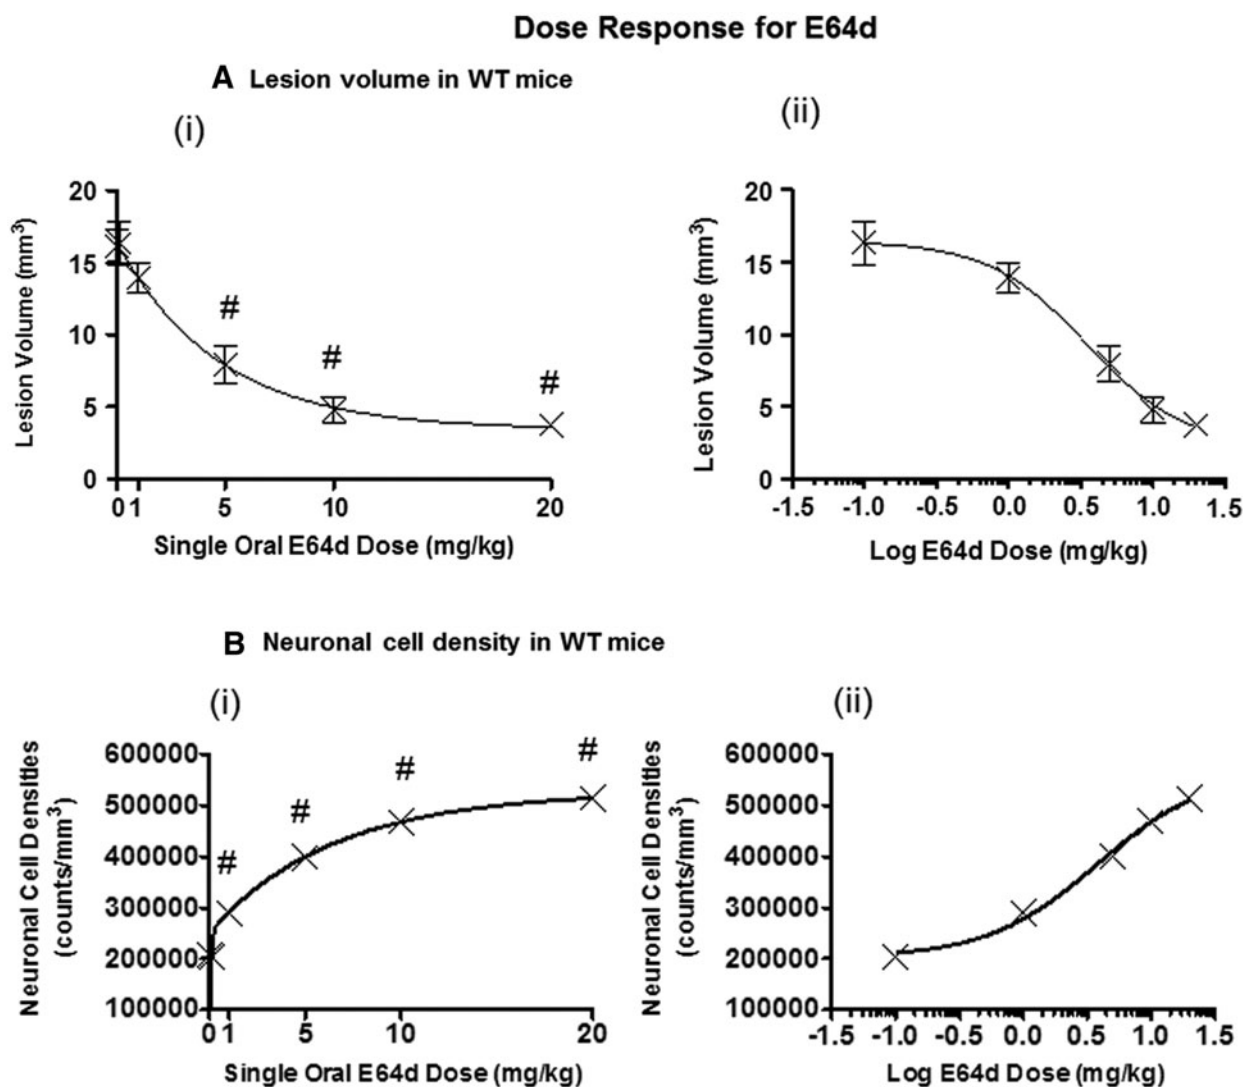 Dose Response for E64d
A Lesion volume in WT mice
(i)
20
15
10
5
0
Lesion Volume (mm³)
#
#
#
0 1 5 10 20
Single Oral E64d Dose (mg/kg)
(ii)
20
15
10
5
0
Lesion Volume (mm³)
-1.5 -1.0 -0.5 0.0 0.5 1.0 1.5
Log E64d Dose (mg/kg)
B Neuronal cell density in WT mice
(i)
600000
500000
400000
300000
200000
100000
Neuronal Cell Densities
(counts/mm³)
#
#
#
#
0 1 5 10 20
Single Oral E64d Dose (mg/kg)
(ii)
600000
500000
400000
300000
200000
100000
Neuronal Cell Densities
(counts/mm³)
-1.5 -1.0 -0.5 0.0 0.5 1.0 1.5
Log E64d Dose (mg/kg)